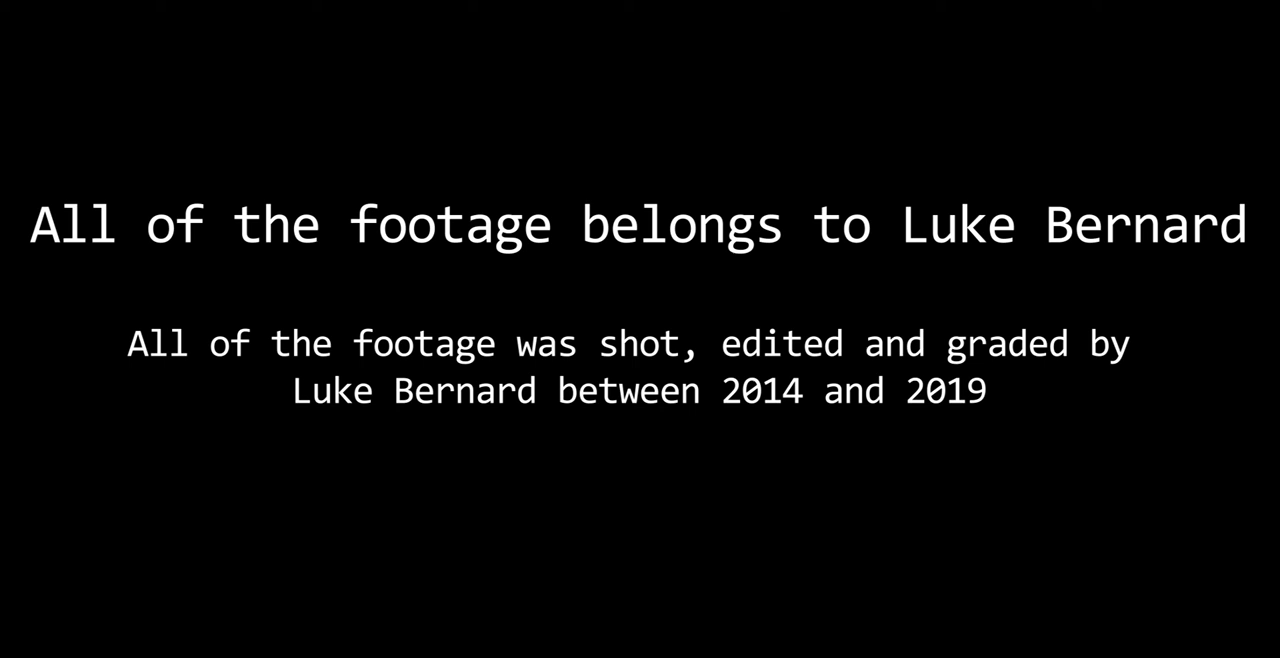 All of the footage belongs to Luke Bernard
All of the footage was shot, edited and graded by
Luke Bernard between 2014 and 2019